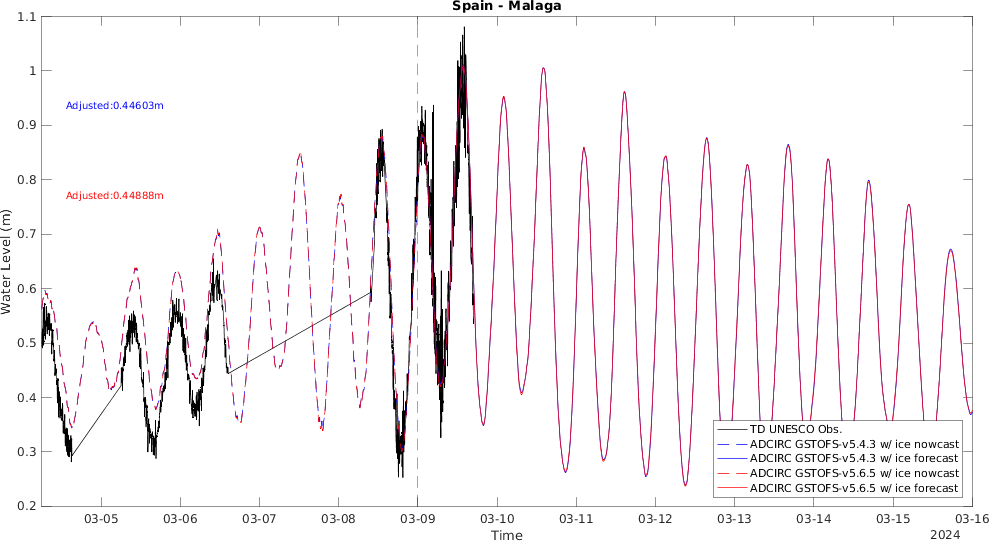 Spain - Malaga
1.1
1
0.9
0.8
0.7
0.6
0.5
0.4
0.3
0.2
Water Level (m)
Adjusted:0.44603m
Adjusted:0.44888m
TD UNESCO Obs.
ADCIRC GSTOFS-v5.4.3 w/ ice nowcast
ADCIRC GSTOFS-v5.4.3 w/ ice forecast
ADCIRC GSTOFS-v5.6.5 w/ ice nowcast
ADCIRC GSTOFS-v5.6.5 w/ ice forecast
03-05 03-06 03-07 03-08 03-09 03-10 03-11 03-12 03-13 03-14 03-15 03-16
Time
2024